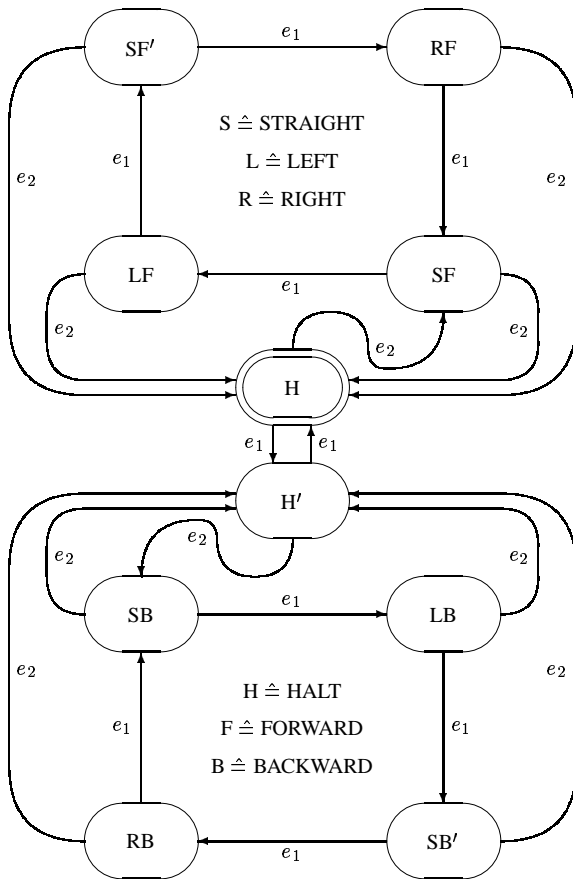 e₁
SF′ RF
S ≙ STRAIGHT
e₂ e₁ L ≙ LEFT e₁ e₂
R ≙ RIGHT
LF SF
e₁
e₂ e₂ e₂
H
e₁ e₁
H′
e₂ e₂ e₂
SB e₁ LB
e₂ H ≙ HALT e₂
e₁ F ≙ FORWARD e₁
B ≙ BACKWARD
RB SB′
e₁